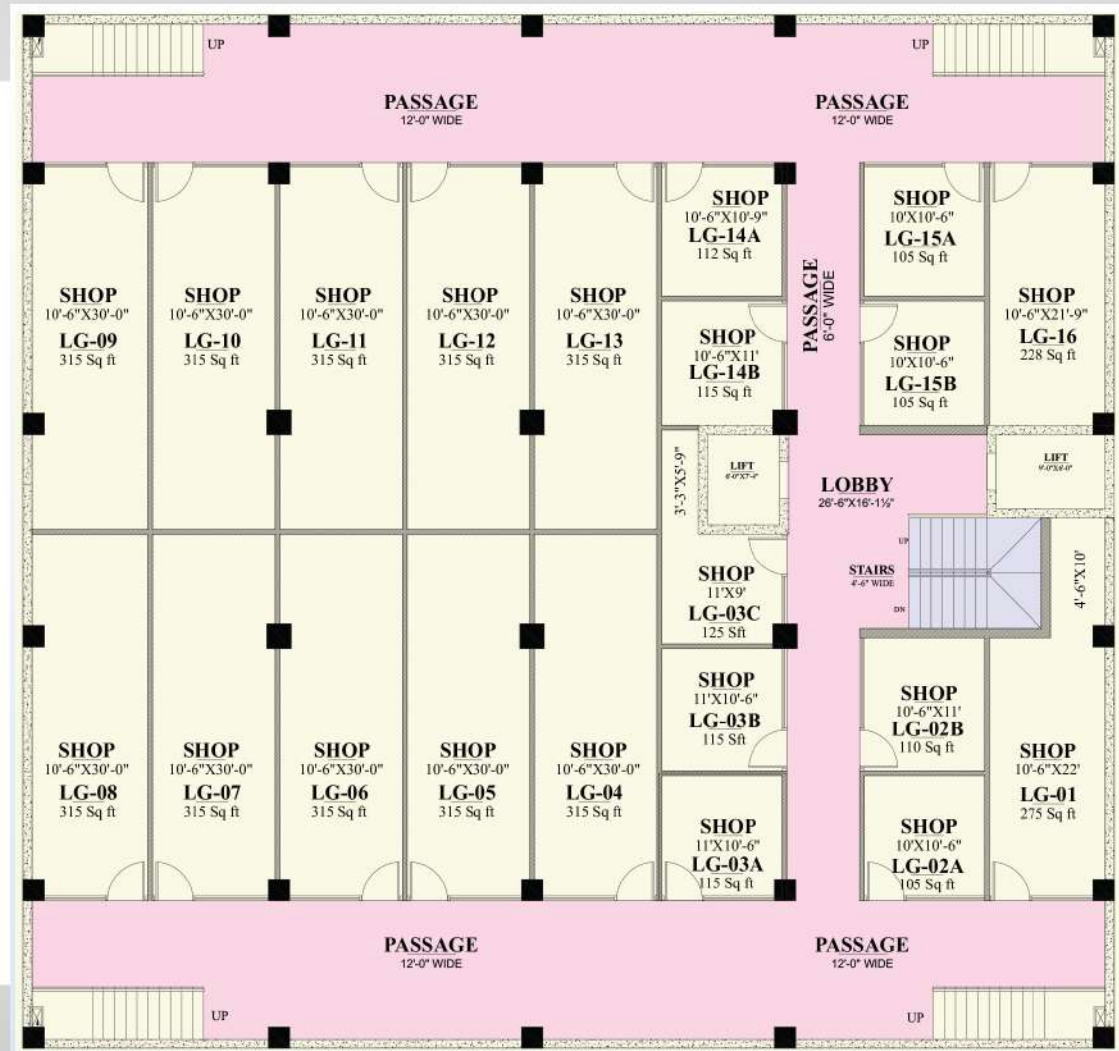 UP
UP
PASSAGE
12'-0" WIDE
PASSAGE
12'-0" WIDE
SHOP
10'-6"X30'-0"
LG-09
315 Sq ft
SHOP
10'-6"X30'-0"
LG-10
315 Sq ft
SHOP
10'-6"X30'-0"
LG-11
315 Sq ft
SHOP
10'-6"X30'-0"
LG-12
315 Sq ft
SHOP
10'-6"X30'-0"
LG-13
315 Sq ft
SHOP
10'-6"X10'-9"
LG-14A
112 Sq ft
SHOP
10'-6"X11'
LG-14B
115 Sq ft
PASSAGE
6'-0" WIDE
SHOP
10'X10'-6"
LG-15A
105 Sq ft
SHOP
10'X10'-6"
LG-15B
105 Sq ft
SHOP
10'-6"X21'-9"
LG-16
228 Sq ft
3'-3"X5'-9"
LIFT
LIFT
LOBBY
26'-6"X16'-1½"
UP
STAIRS
4'-6" WIDE
DN
4'-6"X10'
SHOP
11'X9'
LG-03C
125 Sft
SHOP
11'X10'-6"
LG-03B
115 Sft
SHOP
11'X10'-6"
LG-03A
115 Sq ft
SHOP
10'-6"X11'
LG-02B
110 Sq ft
SHOP
10'X10'-6"
LG-02A
105 Sq ft
SHOP
10'-6"X22'
LG-01
275 Sq ft
SHOP
10'-6"X30'-0"
LG-08
315 Sq ft
SHOP
10'-6"X30'-0"
LG-07
315 Sq ft
SHOP
10'-6"X30'-0"
LG-06
315 Sq ft
SHOP
10'-6"X30'-0"
LG-05
315 Sq ft
SHOP
10'-6"X30'-0"
LG-04
315 Sq ft
PASSAGE
12'-0" WIDE
PASSAGE
12'-0" WIDE
UP
UP